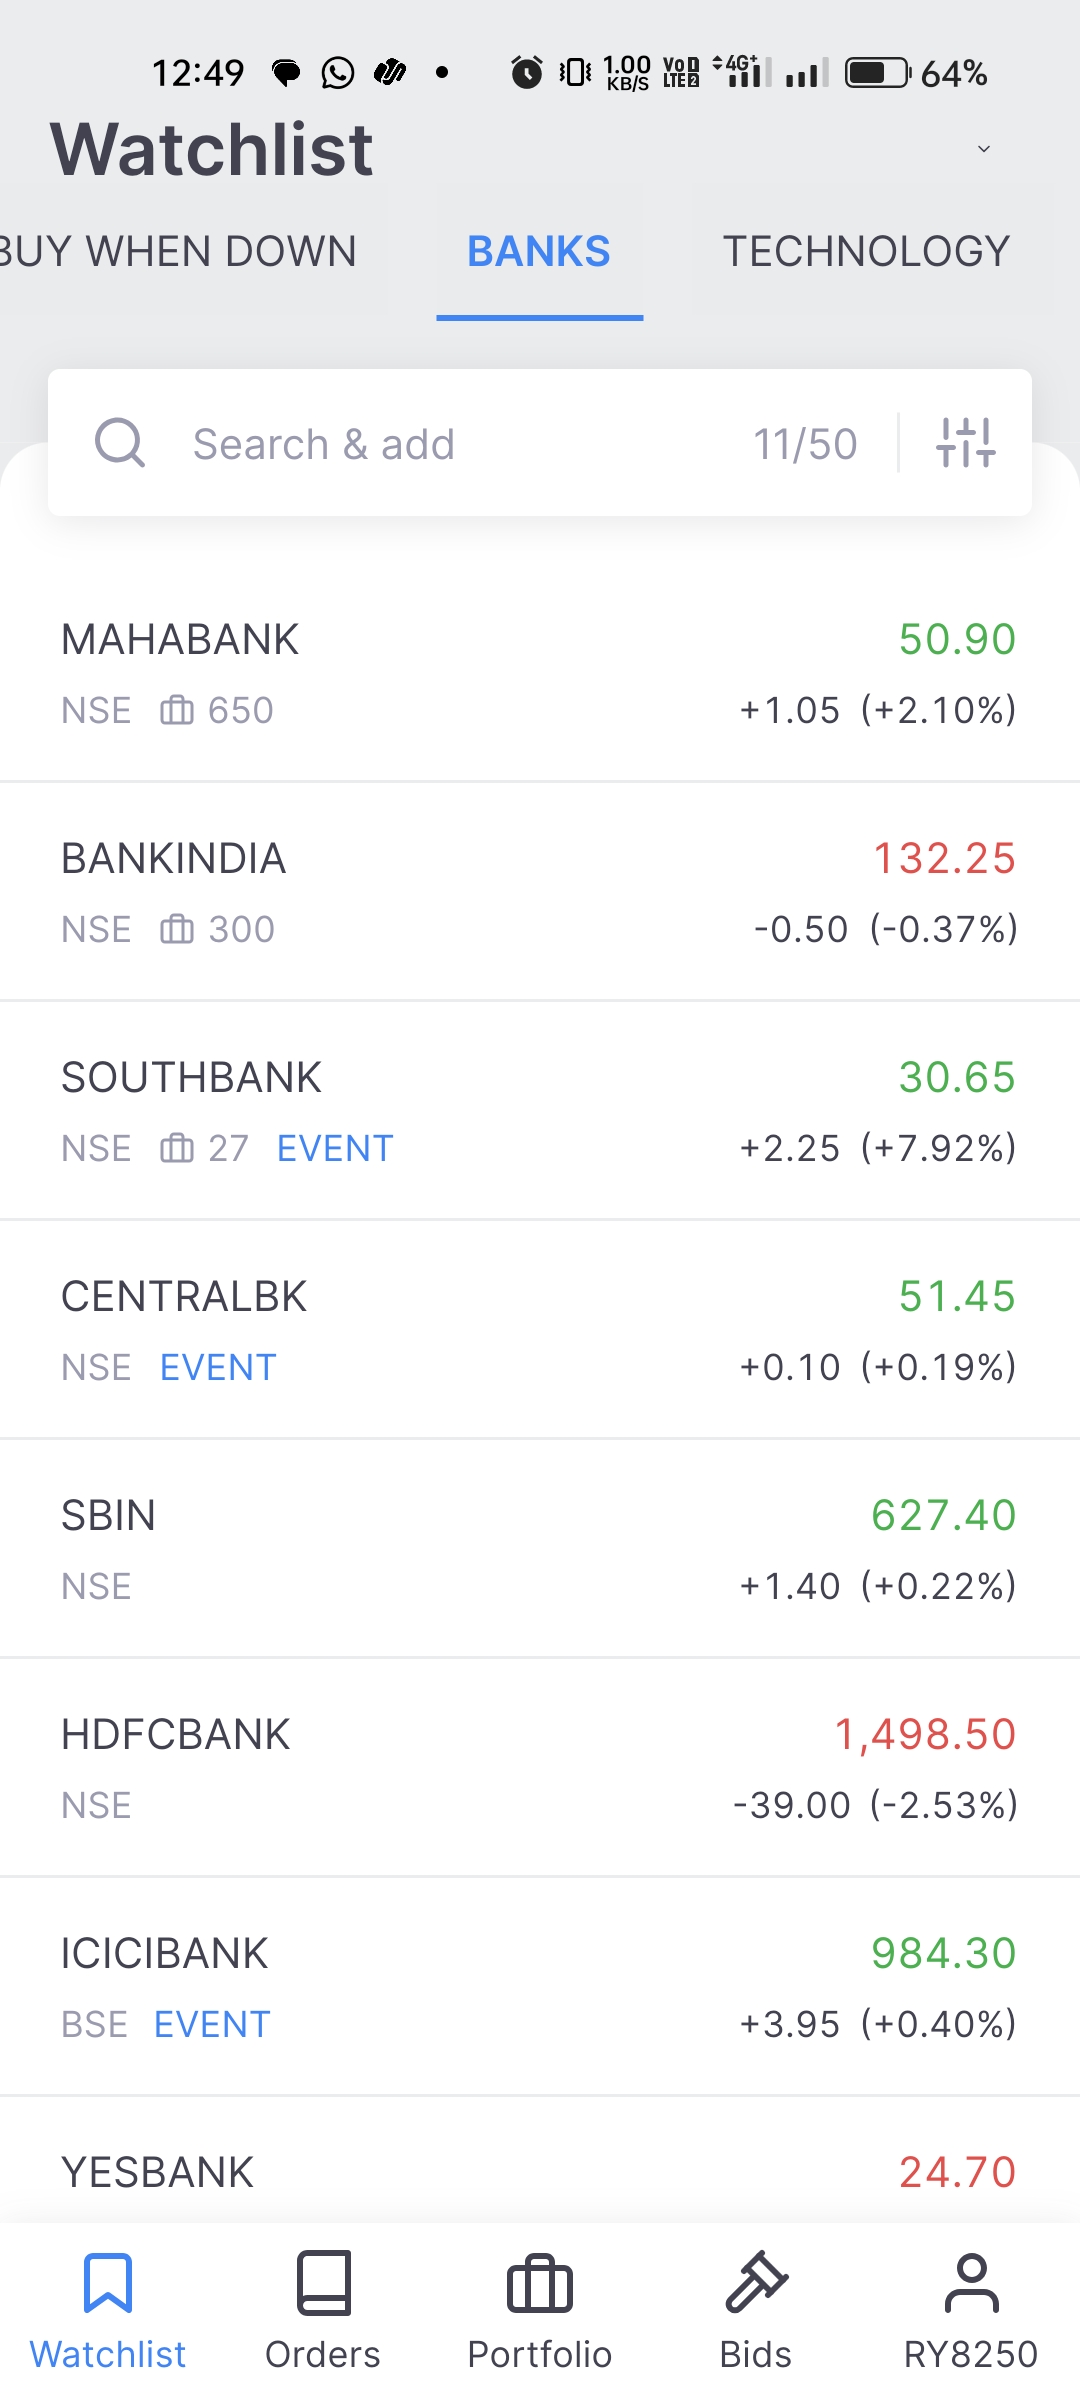 12:49 1.00 KB/S VoLTE 1 2 4G+ 64%
Watchlist
BUY WHEN DOWN BANKS TECHNOLOGY
Search & add 11/50
MAHABANK 50.90
NSE 650 +1.05 (+2.10%)
BANKINDIA 132.25
NSE 300 -0.50 (-0.37%)
SOUTHBANK 30.65
NSE 27 EVENT +2.25 (+7.92%)
CENTRALBK 51.45
NSE EVENT +0.10 (+0.19%)
SBIN 627.40
NSE +1.40 (+0.22%)
HDFCBANK 1,498.50
NSE -39.00 (-2.53%)
ICICIBANK 984.30
BSE EVENT +3.95 (+0.40%)
YESBANK 24.70
Watchlist Orders Portfolio Bids RY8250